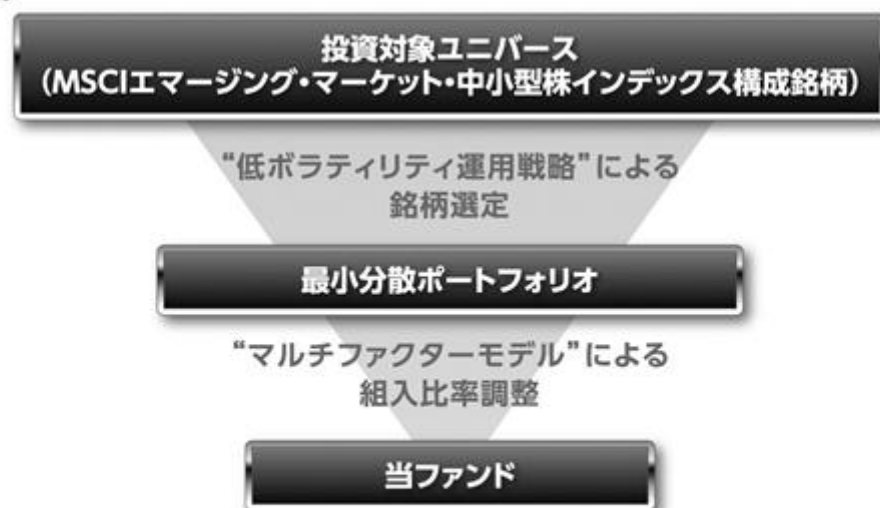 投資対象ユニバース
（MSCIエマージング・マーケット・中小型株インデックス構成銘柄）
“低ボラティリティ運用戦略”による
銘柄選定
最小分散ポートフォリオ
“マルチファクターモデル”による
組入比率調整
当ファンド